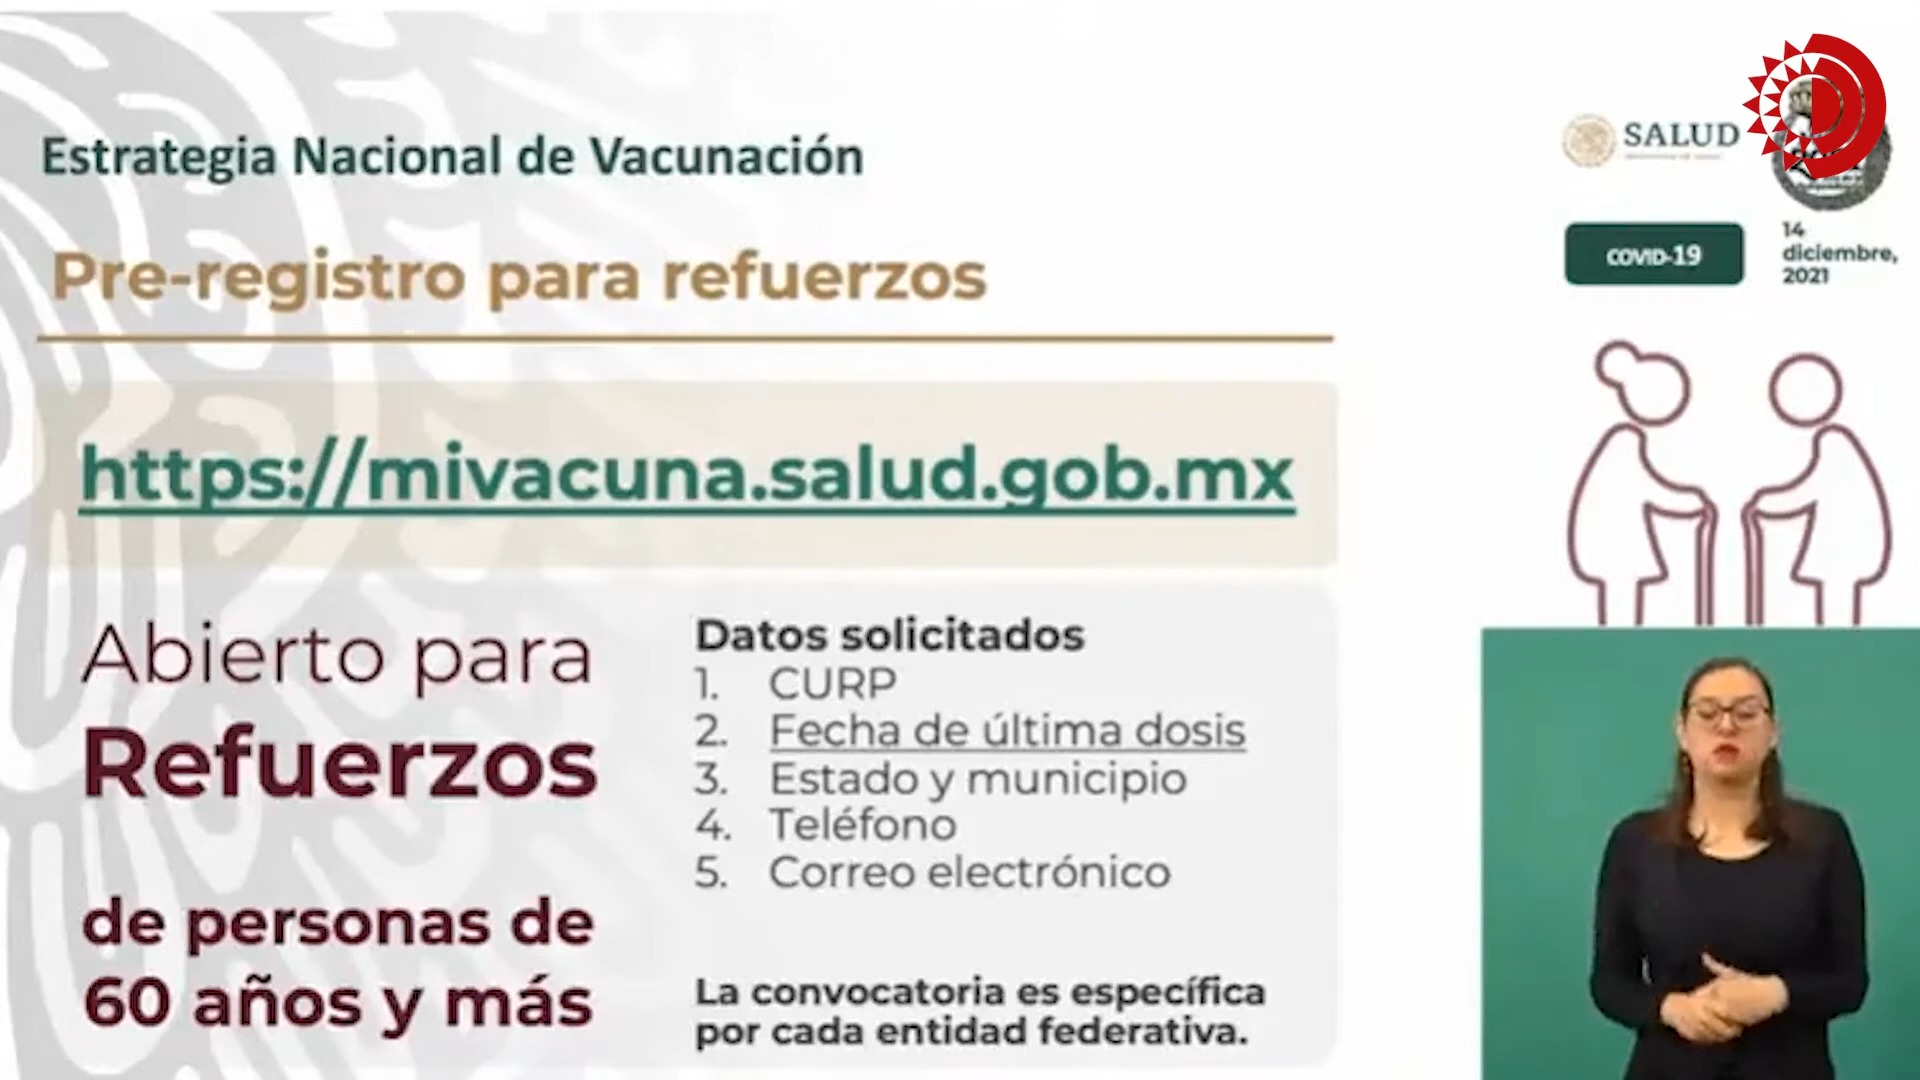 Estrategia Nacional de Vacunación
SALUD
COVID-19
14
diciembre,
2021
Pre-registro para refuerzos
https://mivacuna.salud.gob.mx
Abierto para
Refuerzos
de personas de
60 años y más
Datos solicitados
1. CURP
2. Fecha de última dosis
3. Estado y municipio
4. Teléfono
5. Correo electrónico
La convocatoria es específica
por cada entidad federativa.